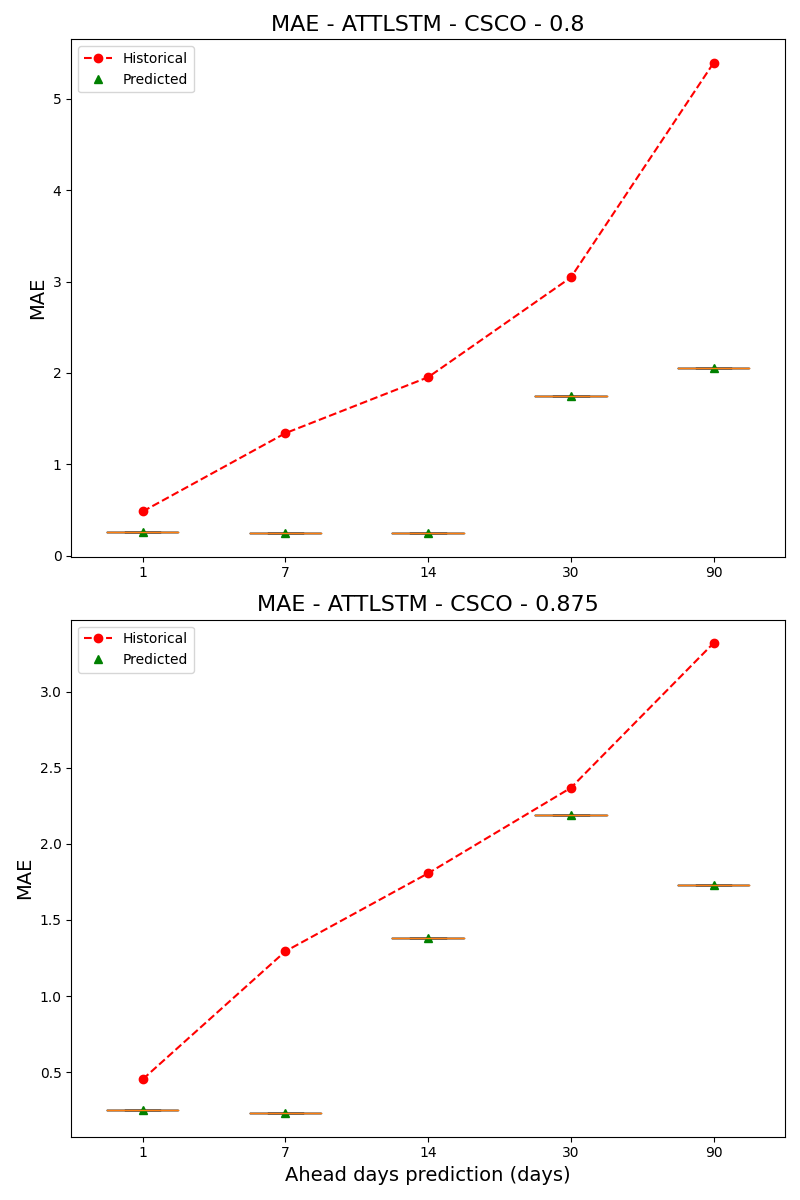 MAE - ATTLSTM - CSCO - 0.8
Historical
Predicted
MAE
5
4
3
2
1
0
1 7 14 30 90
MAE - ATTLSTM - CSCO - 0.875
Historical
Predicted
MAE
3.0
2.5
2.0
1.5
1.0
0.5
1 7 14 30 90
Ahead days prediction (days)